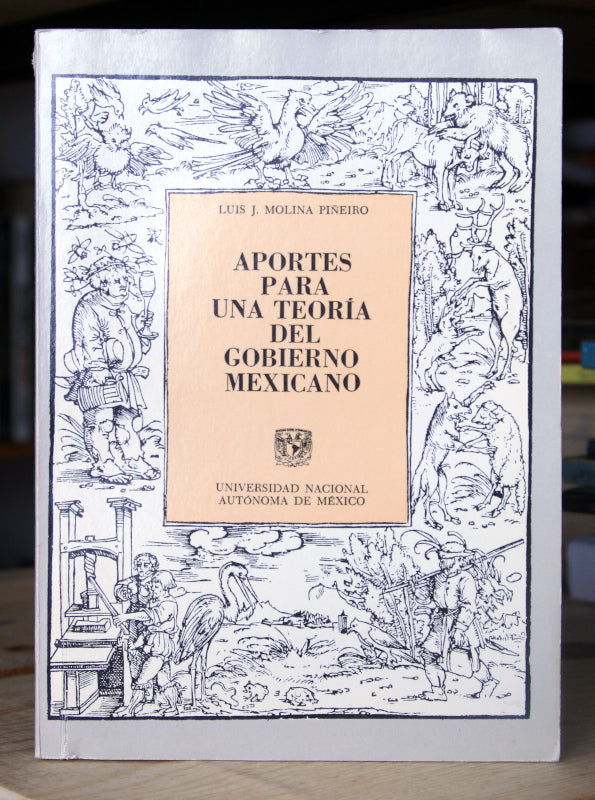 LUIS J. MOLINA PIÑEIRO
APORTES
PARA
UNA TEORÍA
DEL
GOBIERNO
MEXICANO
UNIVERSIDAD NACIONAL
AUTÓNOMA DE MÉXICO